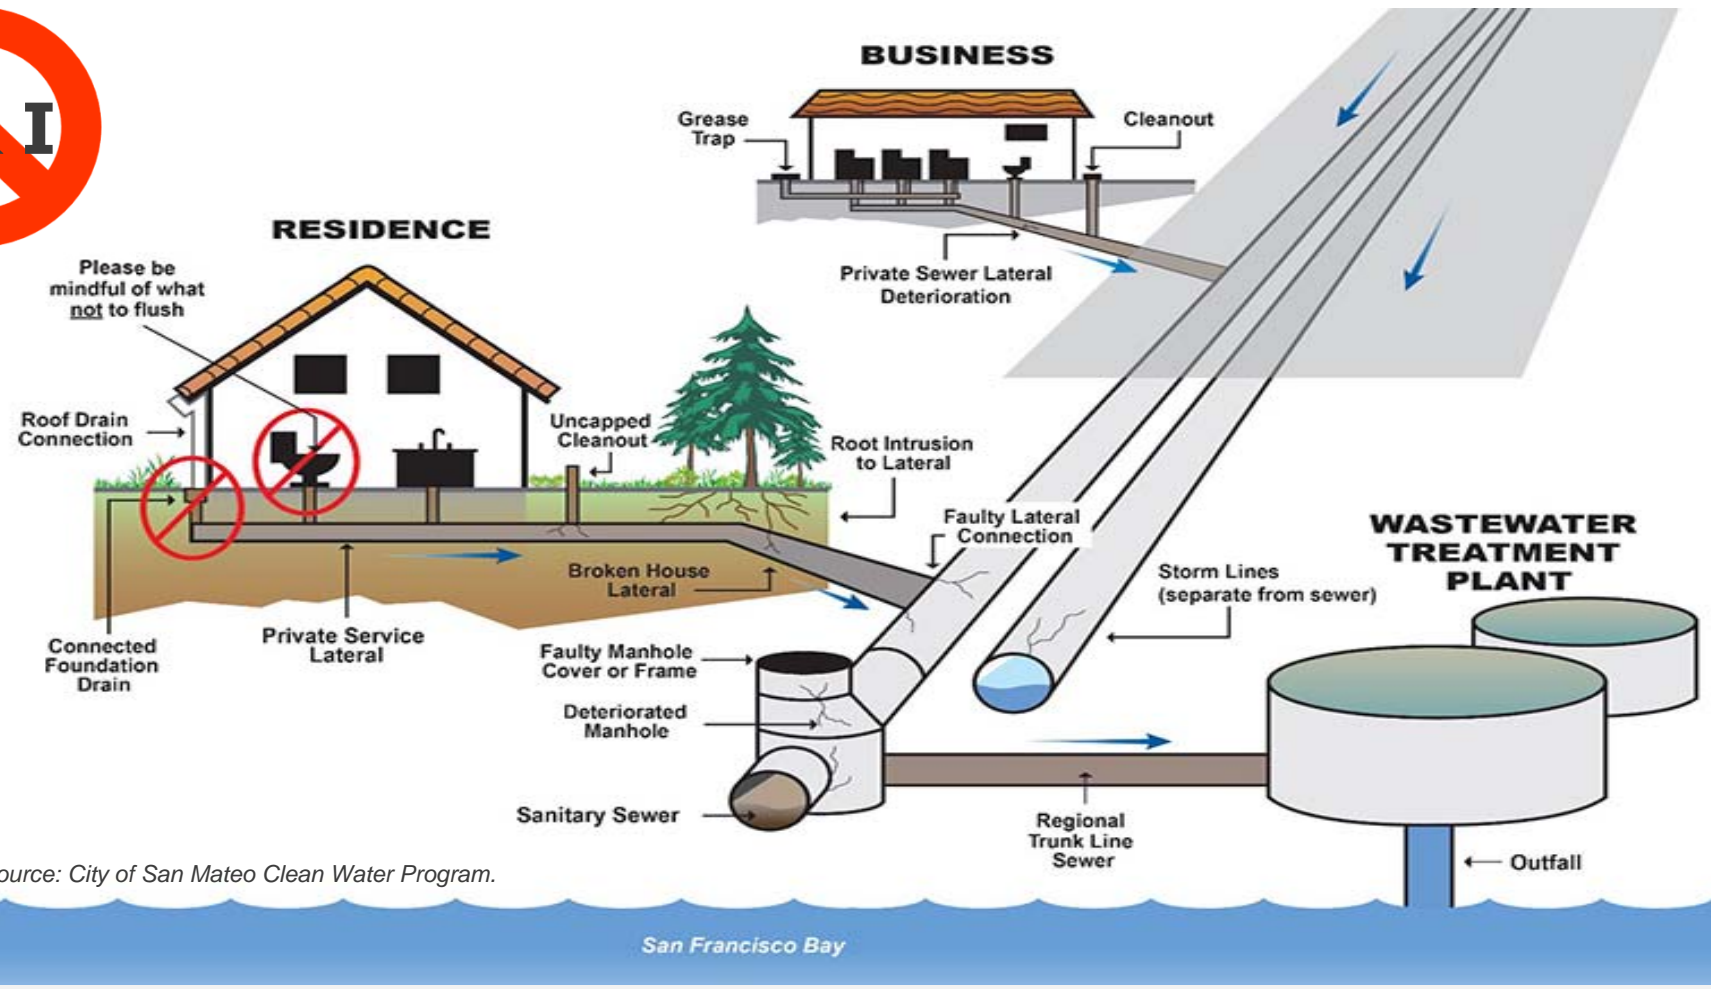 I
BUSINESS
Grease
Trap
Cleanout
Private Sewer Lateral
Deterioration
RESIDENCE
Please be
mindful of what
not to flush
Roof Drain
Connection
Uncapped
Cleanout
Root Intrusion
to Lateral
Faulty Lateral
Connection
Broken House
Lateral
Private Service
Lateral
Connected
Foundation
Drain
WASTEWATER
TREATMENT
PLANT
Storm Lines
(separate from sewer)
Faulty Manhole
Cover or Frame
Deteriorated
Manhole
Sanitary Sewer
Regional
Trunk Line
Sewer
Outfall
ource: City of San Mateo Clean Water Program.
San Francisco Bay